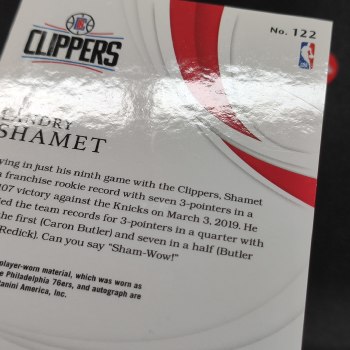 No. 122
CLIPPERS
LANDRY
SHAMET
ying in just his ninth game with the Clippers, Shamet
a franchise rookie record with seven 3-pointers in a
107 victory against the Knicks on March 3, 2019. He
ed the team records for 3-pointers in a quarter with
the first (Caron Butler) and seven in a half (Butler
Redick). Can you say "Sham-Wow!"
player-worn material, which was worn as
e Philadelphia 76ers, and autograph are
Panini America, Inc.